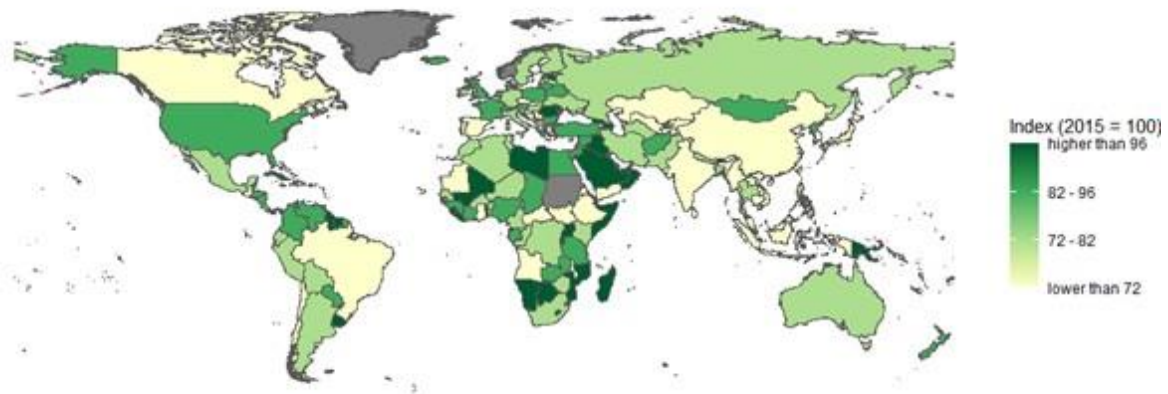 Index (2015 = 100)
higher than 96
82 - 96
72 - 82
lower than 72